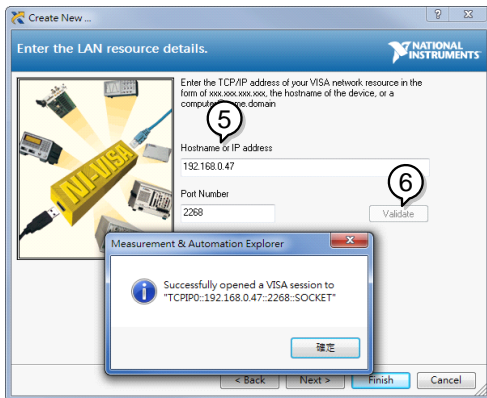 Create New ...
Enter the LAN resource details.
NATIONAL
INSTRUMENTS
Enter the TCP/IP address of your VISA network resource in the
form of xxx.xxx.xxx.xxx, the hostname of the device, or a
me.domain
5
Hostname or IP address
192.168.0.47
6
Port Number
2268
Validate
NI-VISA
Measurement & Automation Explorer
Successfully opened a VISA session to
"TCPIP0::192.168.0.47::2268::SOCKET"
確定
< Back
Next >
Finish
Cancel